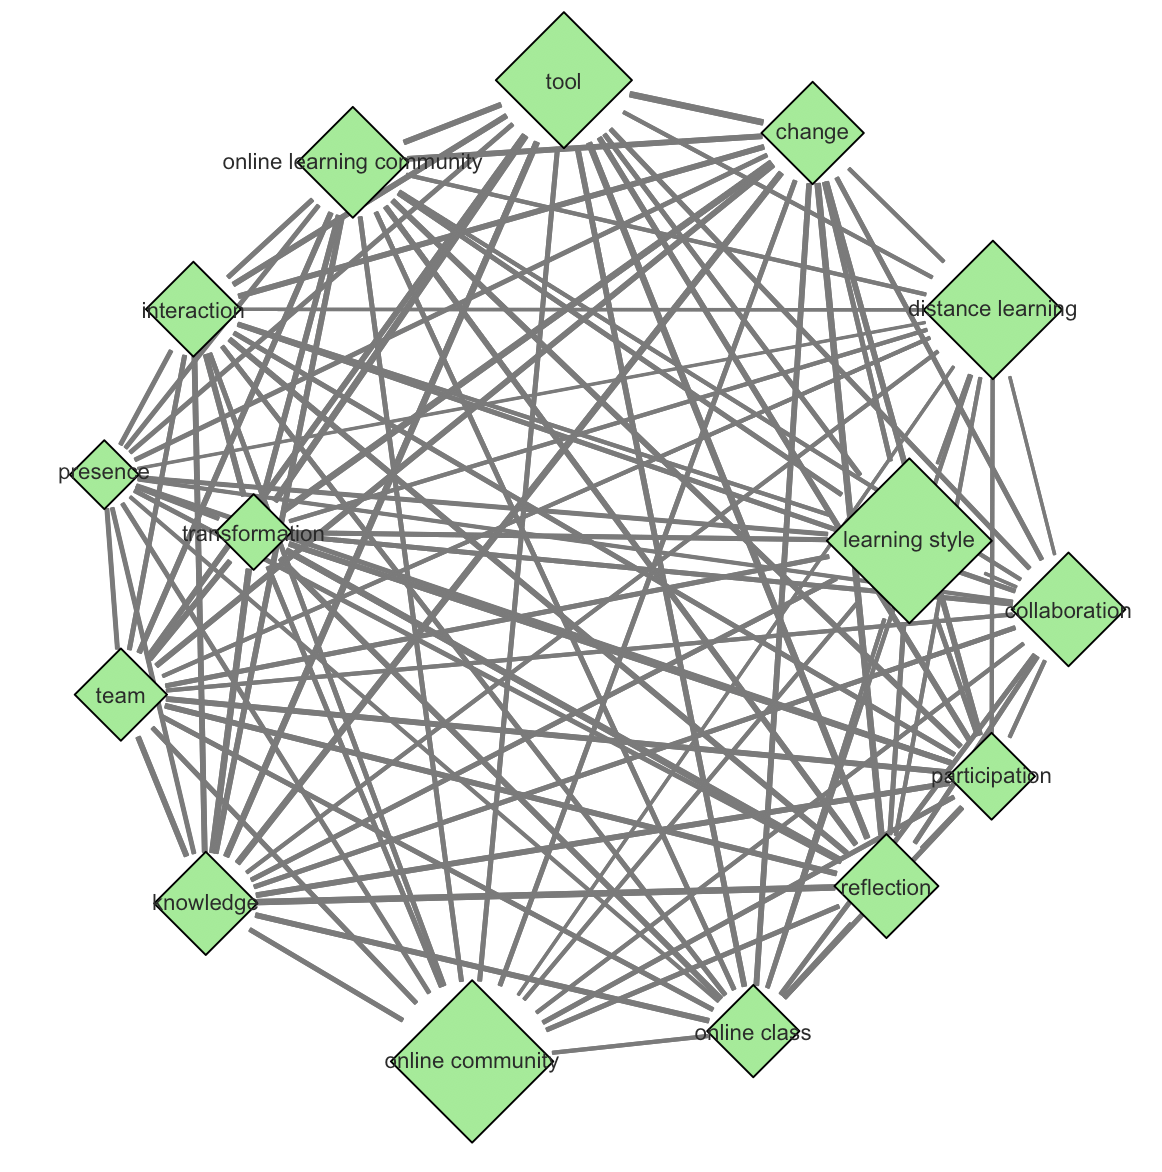 tool
change
online learning community
distance learning
interaction
presence
transformation
learning style
collaboration
team
participation
reflection
knowledge
online class
online community